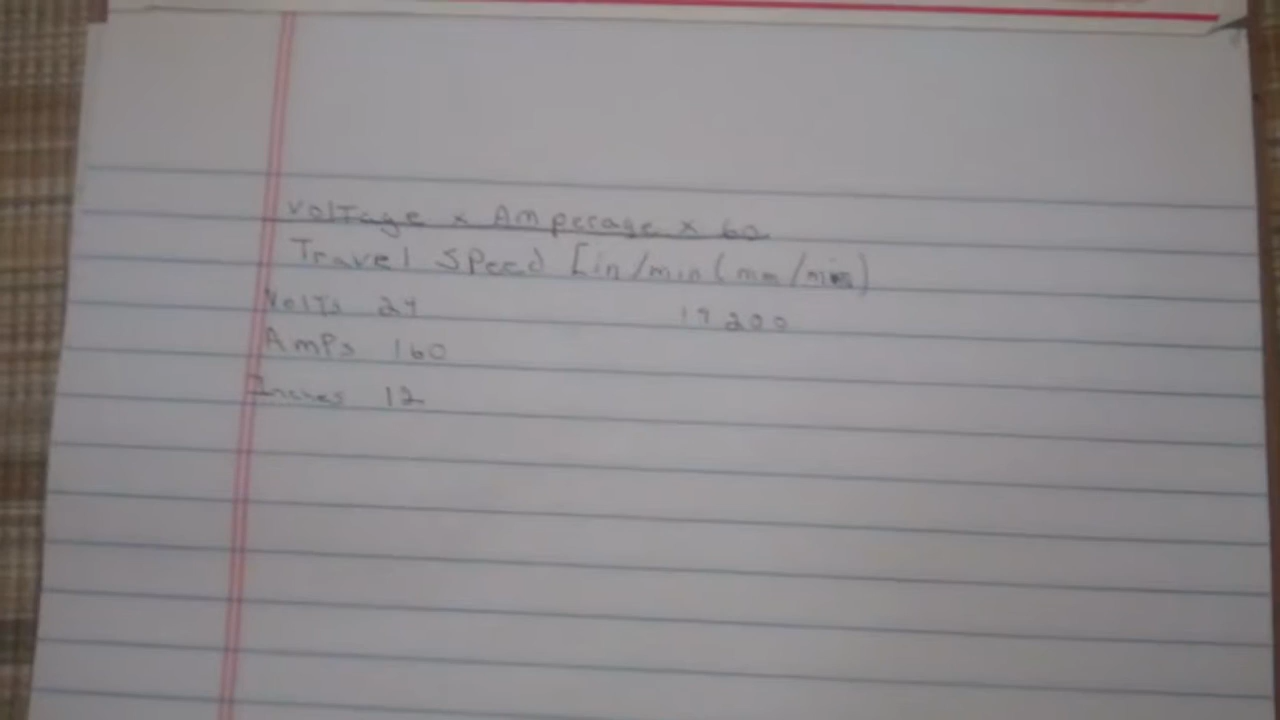 Voltage x Amperage x 60
Travel Speed [in/min(mm/min)
Volts 24
19200
Amps 160
Inches 12